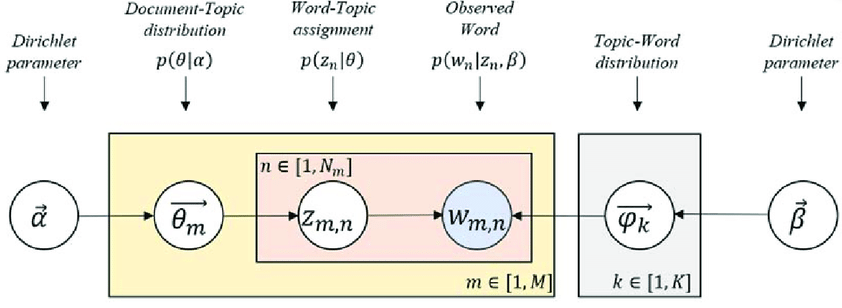 Dirichlet
parameter
Document-Topic
distribution
p(θ|α)
Word-Topic
assignment
p(zₙ|θ)
Observed
Word
p(wₙ|zₙ, β)
Topic-Word
distribution
Dirichlet
parameter
n ∈ [1, Nₘ]
α⃗
θₘ⃗
zₘ,ₙ
wₘ,ₙ
φₖ⃗
β⃗
m ∈ [1, M]
k ∈ [1, K]